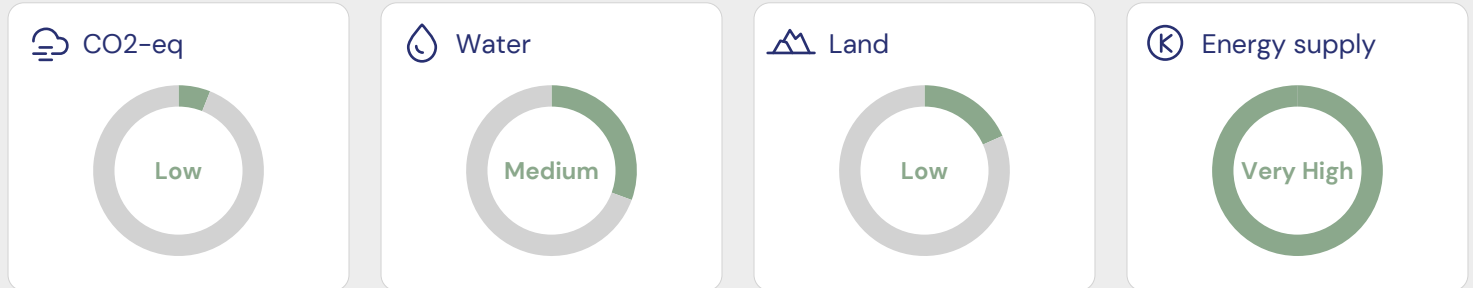 CO2-eq
Low
Water
Medium
Land
Low
Energy supply
Very High